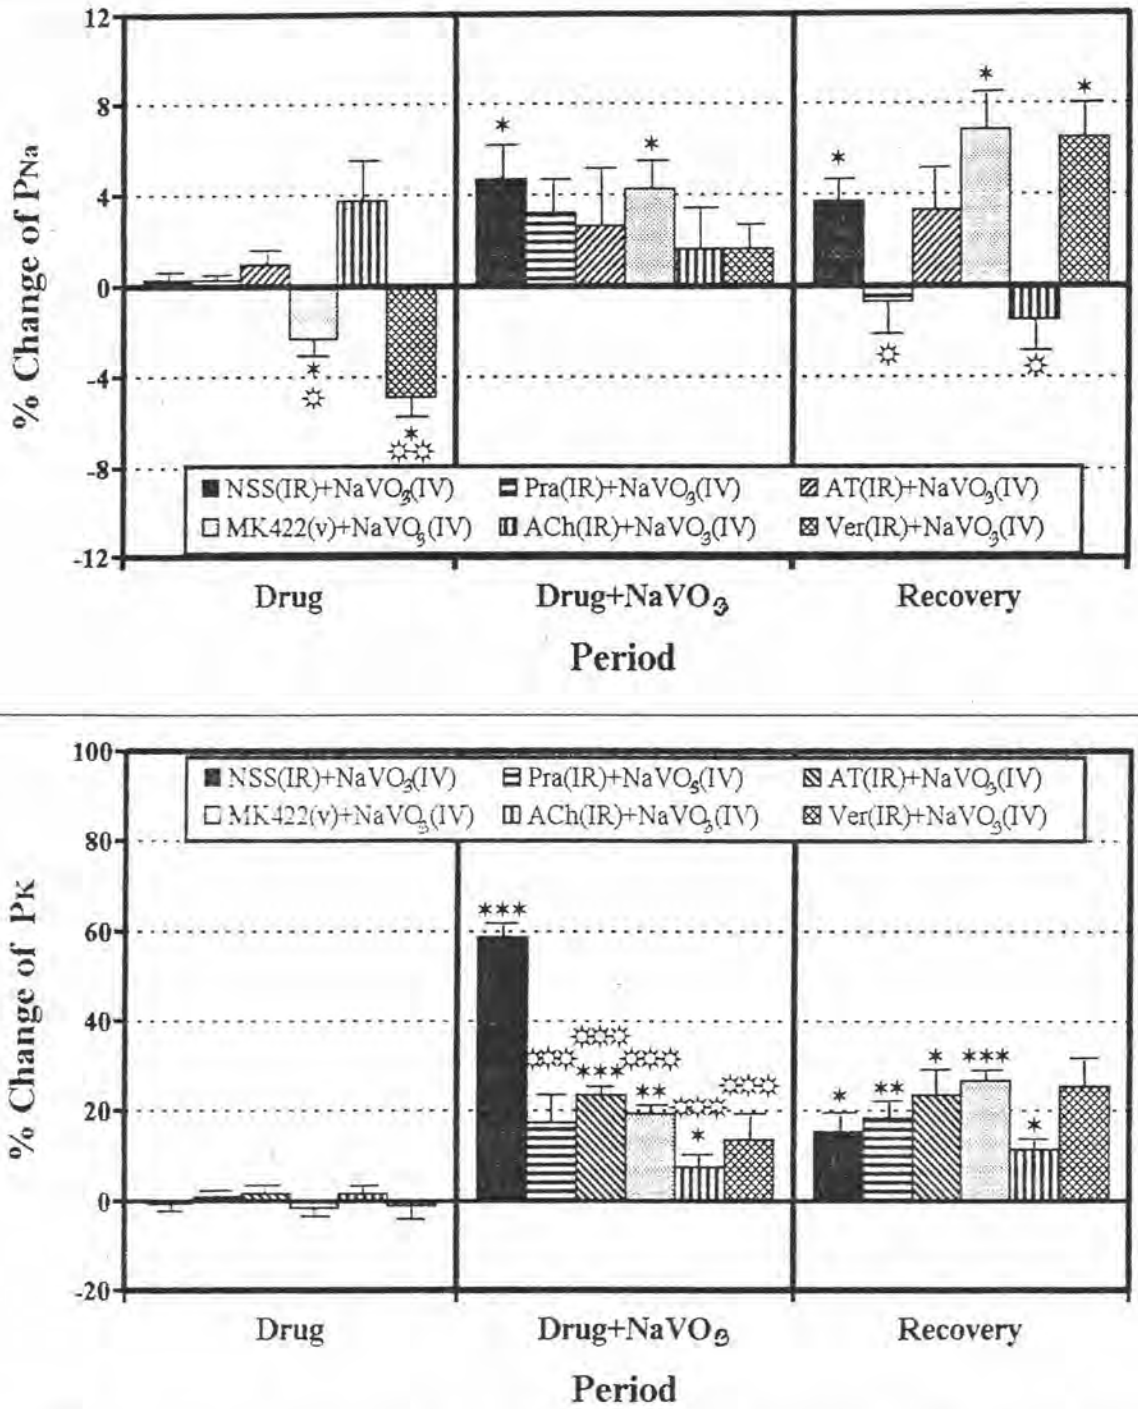 % Change of PNa
12
8
4
0
-4
-8
-12
* * * * * *
* *
☼ ☼☼ ☼ ☼
NSS(IR)+NaVO3(IV) Pra(IR)+NaVO3(IV) AT(IR)+NaVO3(IV)
MK422(v)+NaVO3(IV) ACh(IR)+NaVO3(IV) Ver(IR)+NaVO3(IV)
Drug Drug+NaVO3 Recovery
Period
% Change of PK
100
80
60
40
20
0
-20
NSS(IR)+NaVO3(IV) Pra(IR)+NaVO3(IV) AT(IR)+NaVO3(IV)
MK422(v)+NaVO3(IV) ACh(IR)+NaVO3(IV) Ver(IR)+NaVO3(IV)
***
☼☼☼ ☼☼☼ ☼☼☼ ☼☼☼ ☼☼☼
*** ** * * ** * *** *
Drug Drug+NaVO3 Recovery
Period